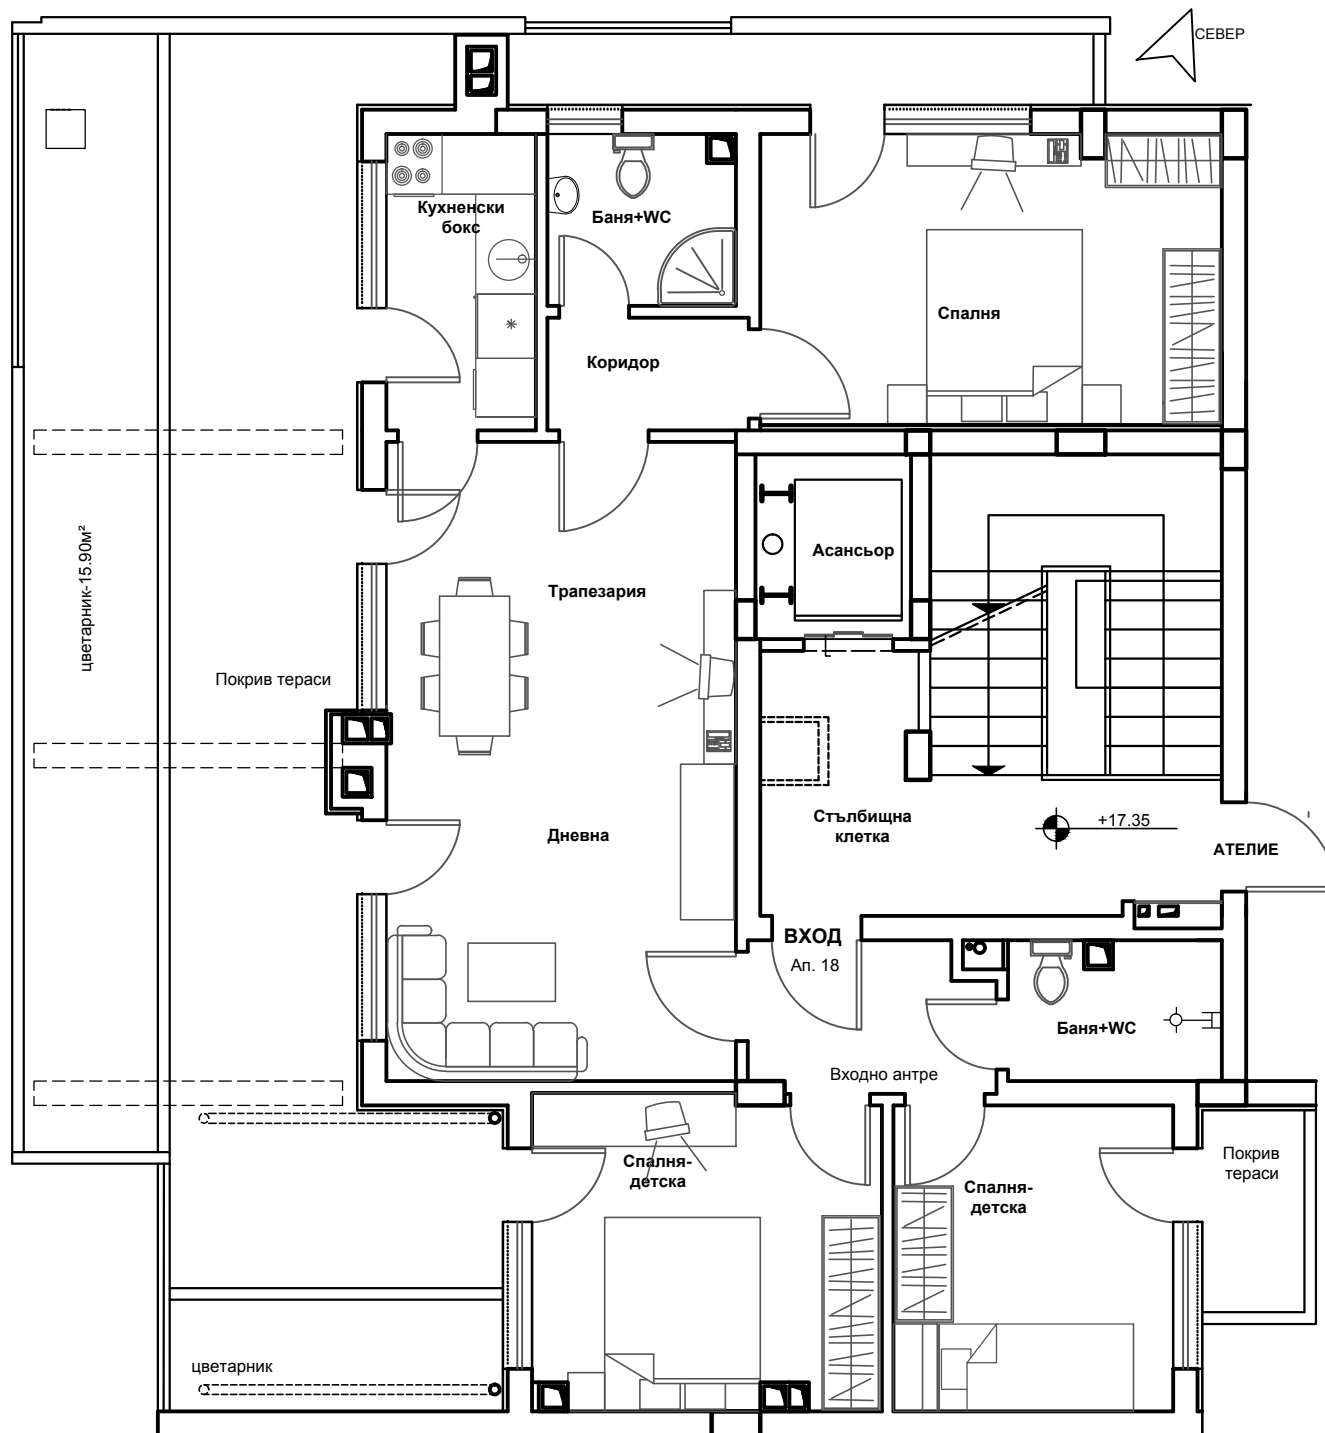 СЕВЕР
Кухненски
бокс
Баня+WC
Спалня
Коридор
Асансьор
цветарник-15.90м²
Трапезария
Покрив тераси
Дневна
Стълбищна
клетка
+17.35
АТЕЛИЕ
ВХОД
Ап. 18
Баня+WC
Входно антре
Спалня-
детска
Спалня-
детска
Покрив
тераси
цветарник